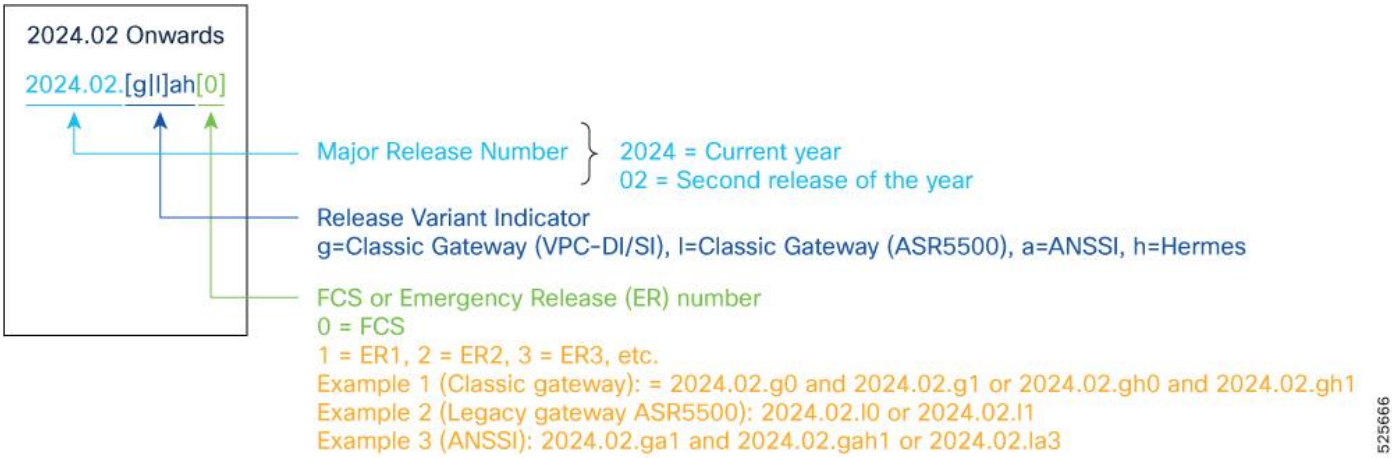 2024.02 Onwards
2024.02.[g|l]ah[0]
Major Release Number
2024 = Current year
02 = Second release of the year
Release Variant Indicator
g=Classic Gateway (VPC-DI/SI), l=Classic Gateway (ASR5500), a=ANSSI, h=Hermes
FCS or Emergency Release (ER) number
0 = FCS
1 = ER1, 2 = ER2, 3 = ER3, etc.
Example 1 (Classic gateway): = 2024.02.g0 and 2024.02.g1 or 2024.02.gh0 and 2024.02.gh1
Example 2 (Legacy gateway ASR5500): 2024.02.l0 or 2024.02.l1
Example 3 (ANSSI): 2024.02.ga1 and 2024.02.gah1 or 2024.02.la3
525666